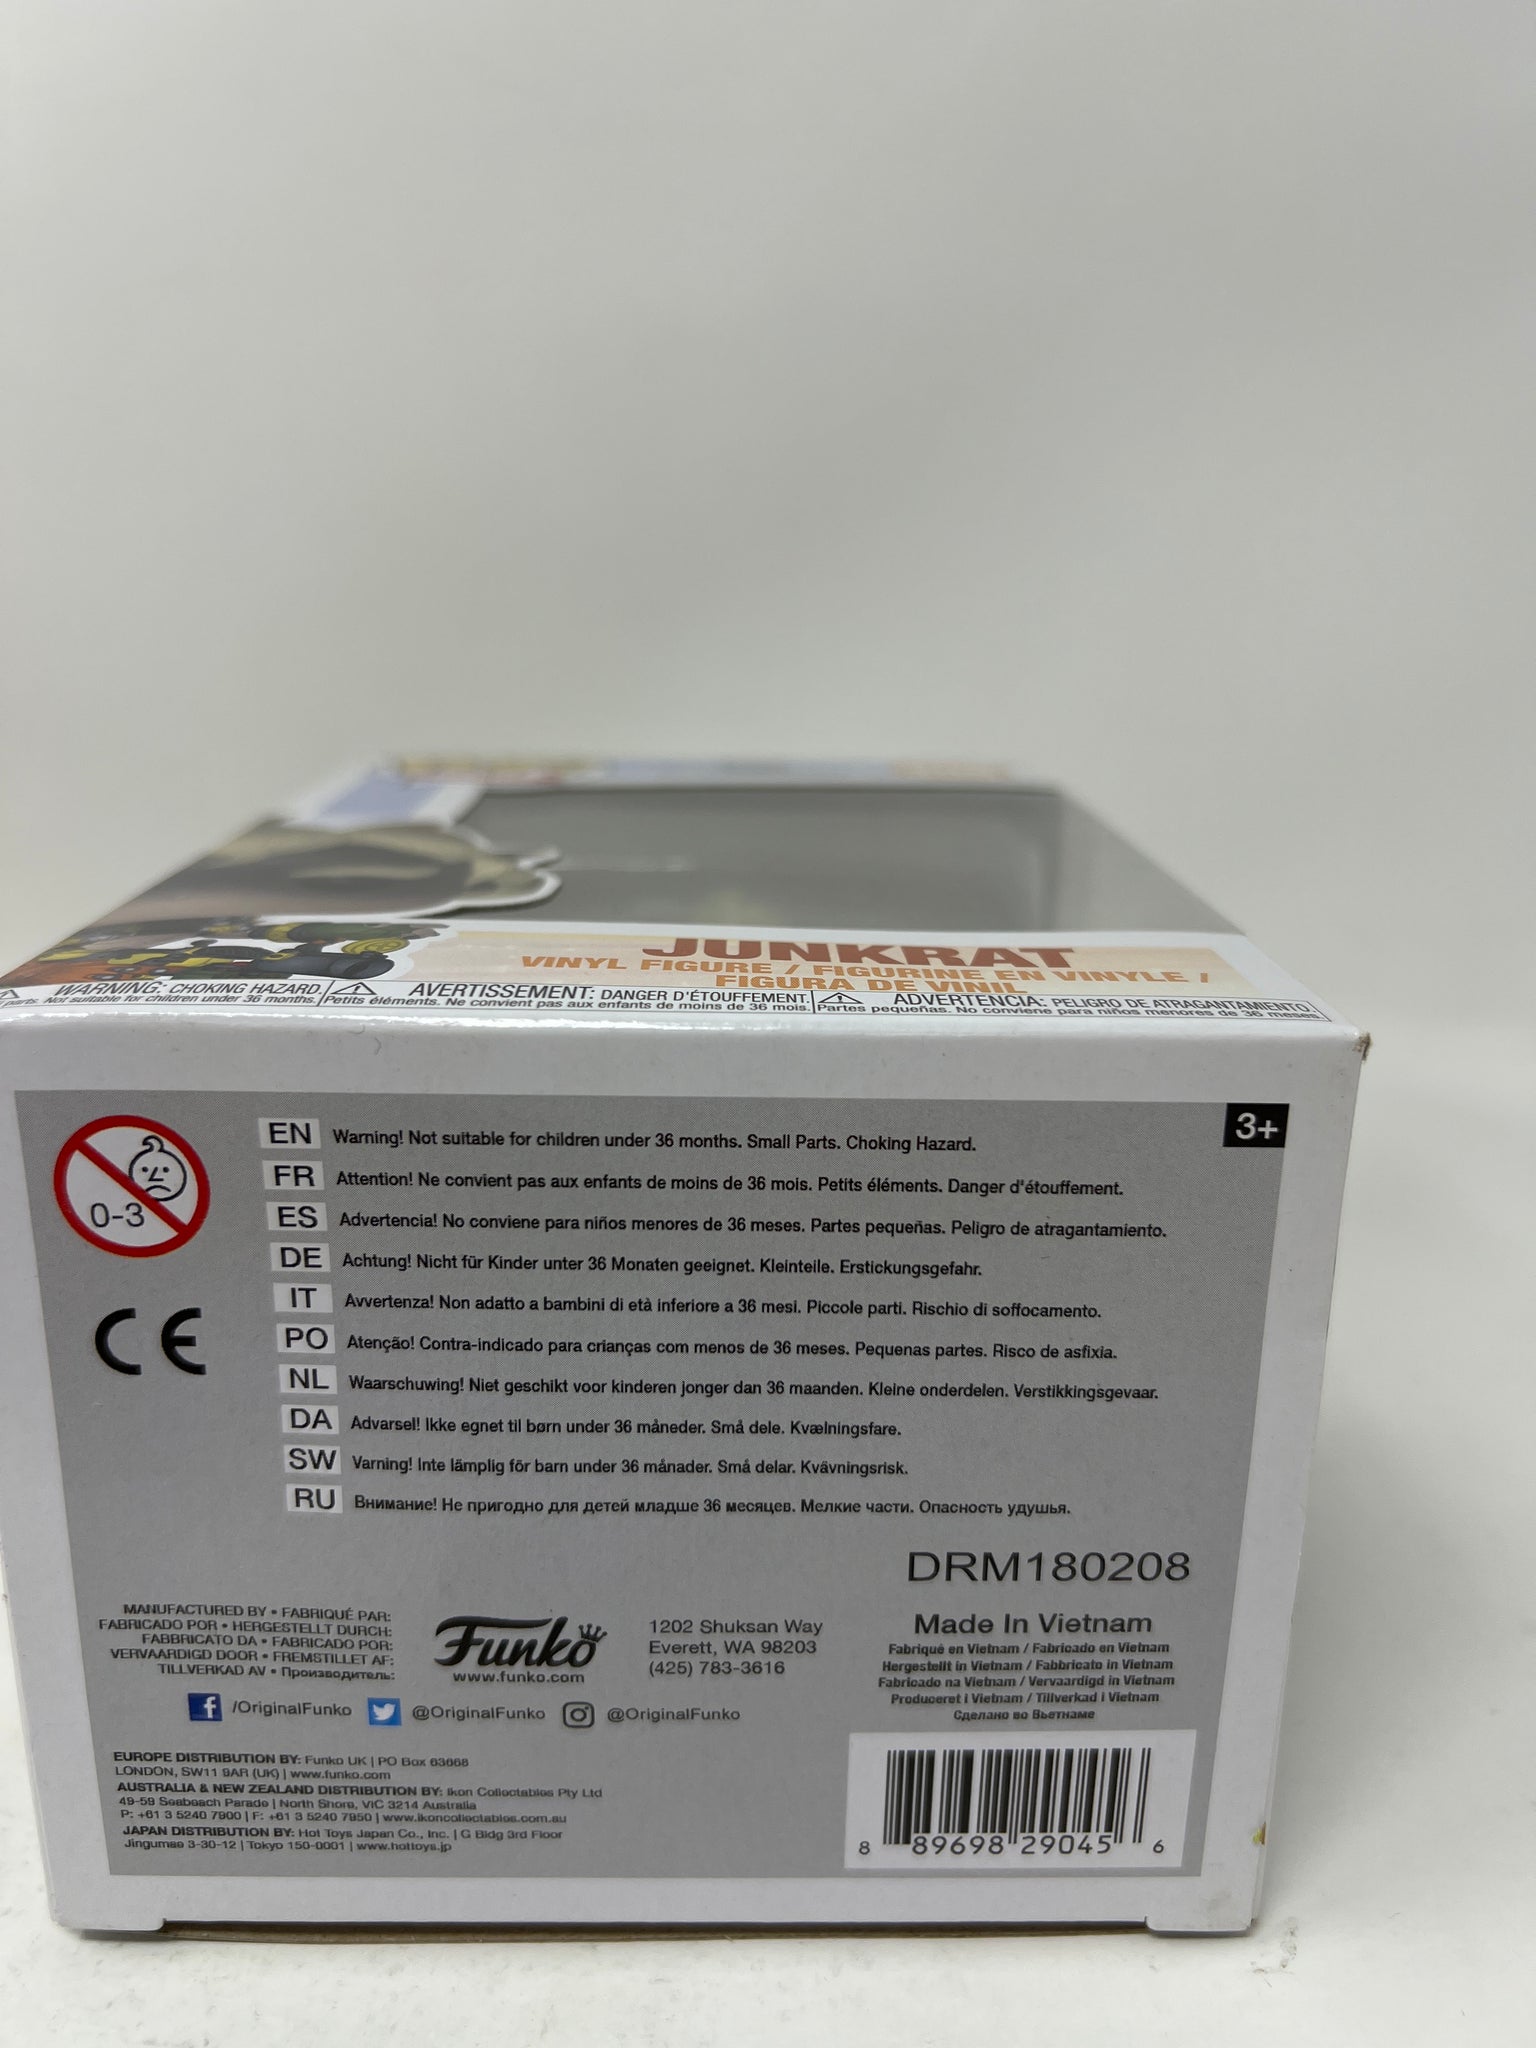 JUNKRAT
VINYL FIGURE / FIGURINE EN VINYLE /
FIGURA DE VINIL
WARNING: CHOKING HAZARD.
parts. Not suitable for children under 36 months.
AVERTISSEMENT: DANGER D'ÉTOUFFEMENT.
Petits éléments. Ne convient pas aux enfants de moins de 36 mois.
ADVERTENCIA: PELIGRO DE ATRAGANTAMIENTO.
Partes pequeñas. No conviene para niños menores de 36 meses.
3+
0-3
EN Warning! Not suitable for children under 36 months. Small Parts. Choking Hazard.
FR Attention! Ne convient pas aux enfants de moins de 36 mois. Petits éléments. Danger d'étouffement.
ES Advertencia! No conviene para niños menores de 36 meses. Partes pequeñas. Peligro de atragantamiento.
DE Achtung! Nicht für Kinder unter 36 Monaten geeignet. Kleinteile. Erstickungsgefahr.
IT Avvertenza! Non adatto a bambini di età inferiore a 36 mesi. Piccole parti. Rischio di soffocamento.
PO Atenção! Contra-indicado para crianças com menos de 36 meses. Pequenas partes. Risco de asfixia.
NL Waarschuwing! Niet geschikt voor kinderen jonger dan 36 maanden. Kleine onderdelen. Verstikkingsgevaar.
DA Advarsel! Ikke egnet til børn under 36 måneder. Små dele. Kvælningsfare.
SW Varning! Inte lämplig för barn under 36 månader. Små delar. Kvävningsrisk.
RU Внимание! Не пригодно для детей младше 36 месяцев. Мелкие части. Опасность удушья.
CE
DRM180208
MANUFACTURED BY • FABRIQUÉ PAR:
FABRICADO POR • HERGESTELLT DURCH:
FABBRICATO DA • FABRICADO POR:
VERVAARDIGD DOOR • FREMSTILLET AF:
TILLVERKAD AV • Производитель:
Funko
www.funko.com
1202 Shuksan Way
Everett, WA 98203
(425) 783-3616
Made In Vietnam
Fabriqué en Vietnam / Fabricado en Vietnam
Hergestellt in Vietnam / Fabbricato in Vietnam
Fabricado na Vietnam / Vervaardigd in Vietnam
Produceret i Vietnam / Tillverkad i Vietnam
Сделано во Вьетнаме
/OriginalFunko @OriginalFunko @OriginalFunko
EUROPE DISTRIBUTION BY: Funko UK | PO Box 63668
LONDON, SW11 9AR (UK) | www.funko.com
AUSTRALIA & NEW ZEALAND DISTRIBUTION BY: Ikon Collectables Pty Ltd
49-59 Seabeach Parade | North Shore, VIC 3214 Australia
P: +61 3 5240 7900 | F: +61 3 5240 7950 | www.ikoncollectables.com.au
JAPAN DISTRIBUTION BY: Hot Toys Japan Co., Inc. | G Bldg 3rd Floor
Jingumae 3-30-12 | Tokyo 150-0001 | www.hottoys.jp
8 89698 29045 6